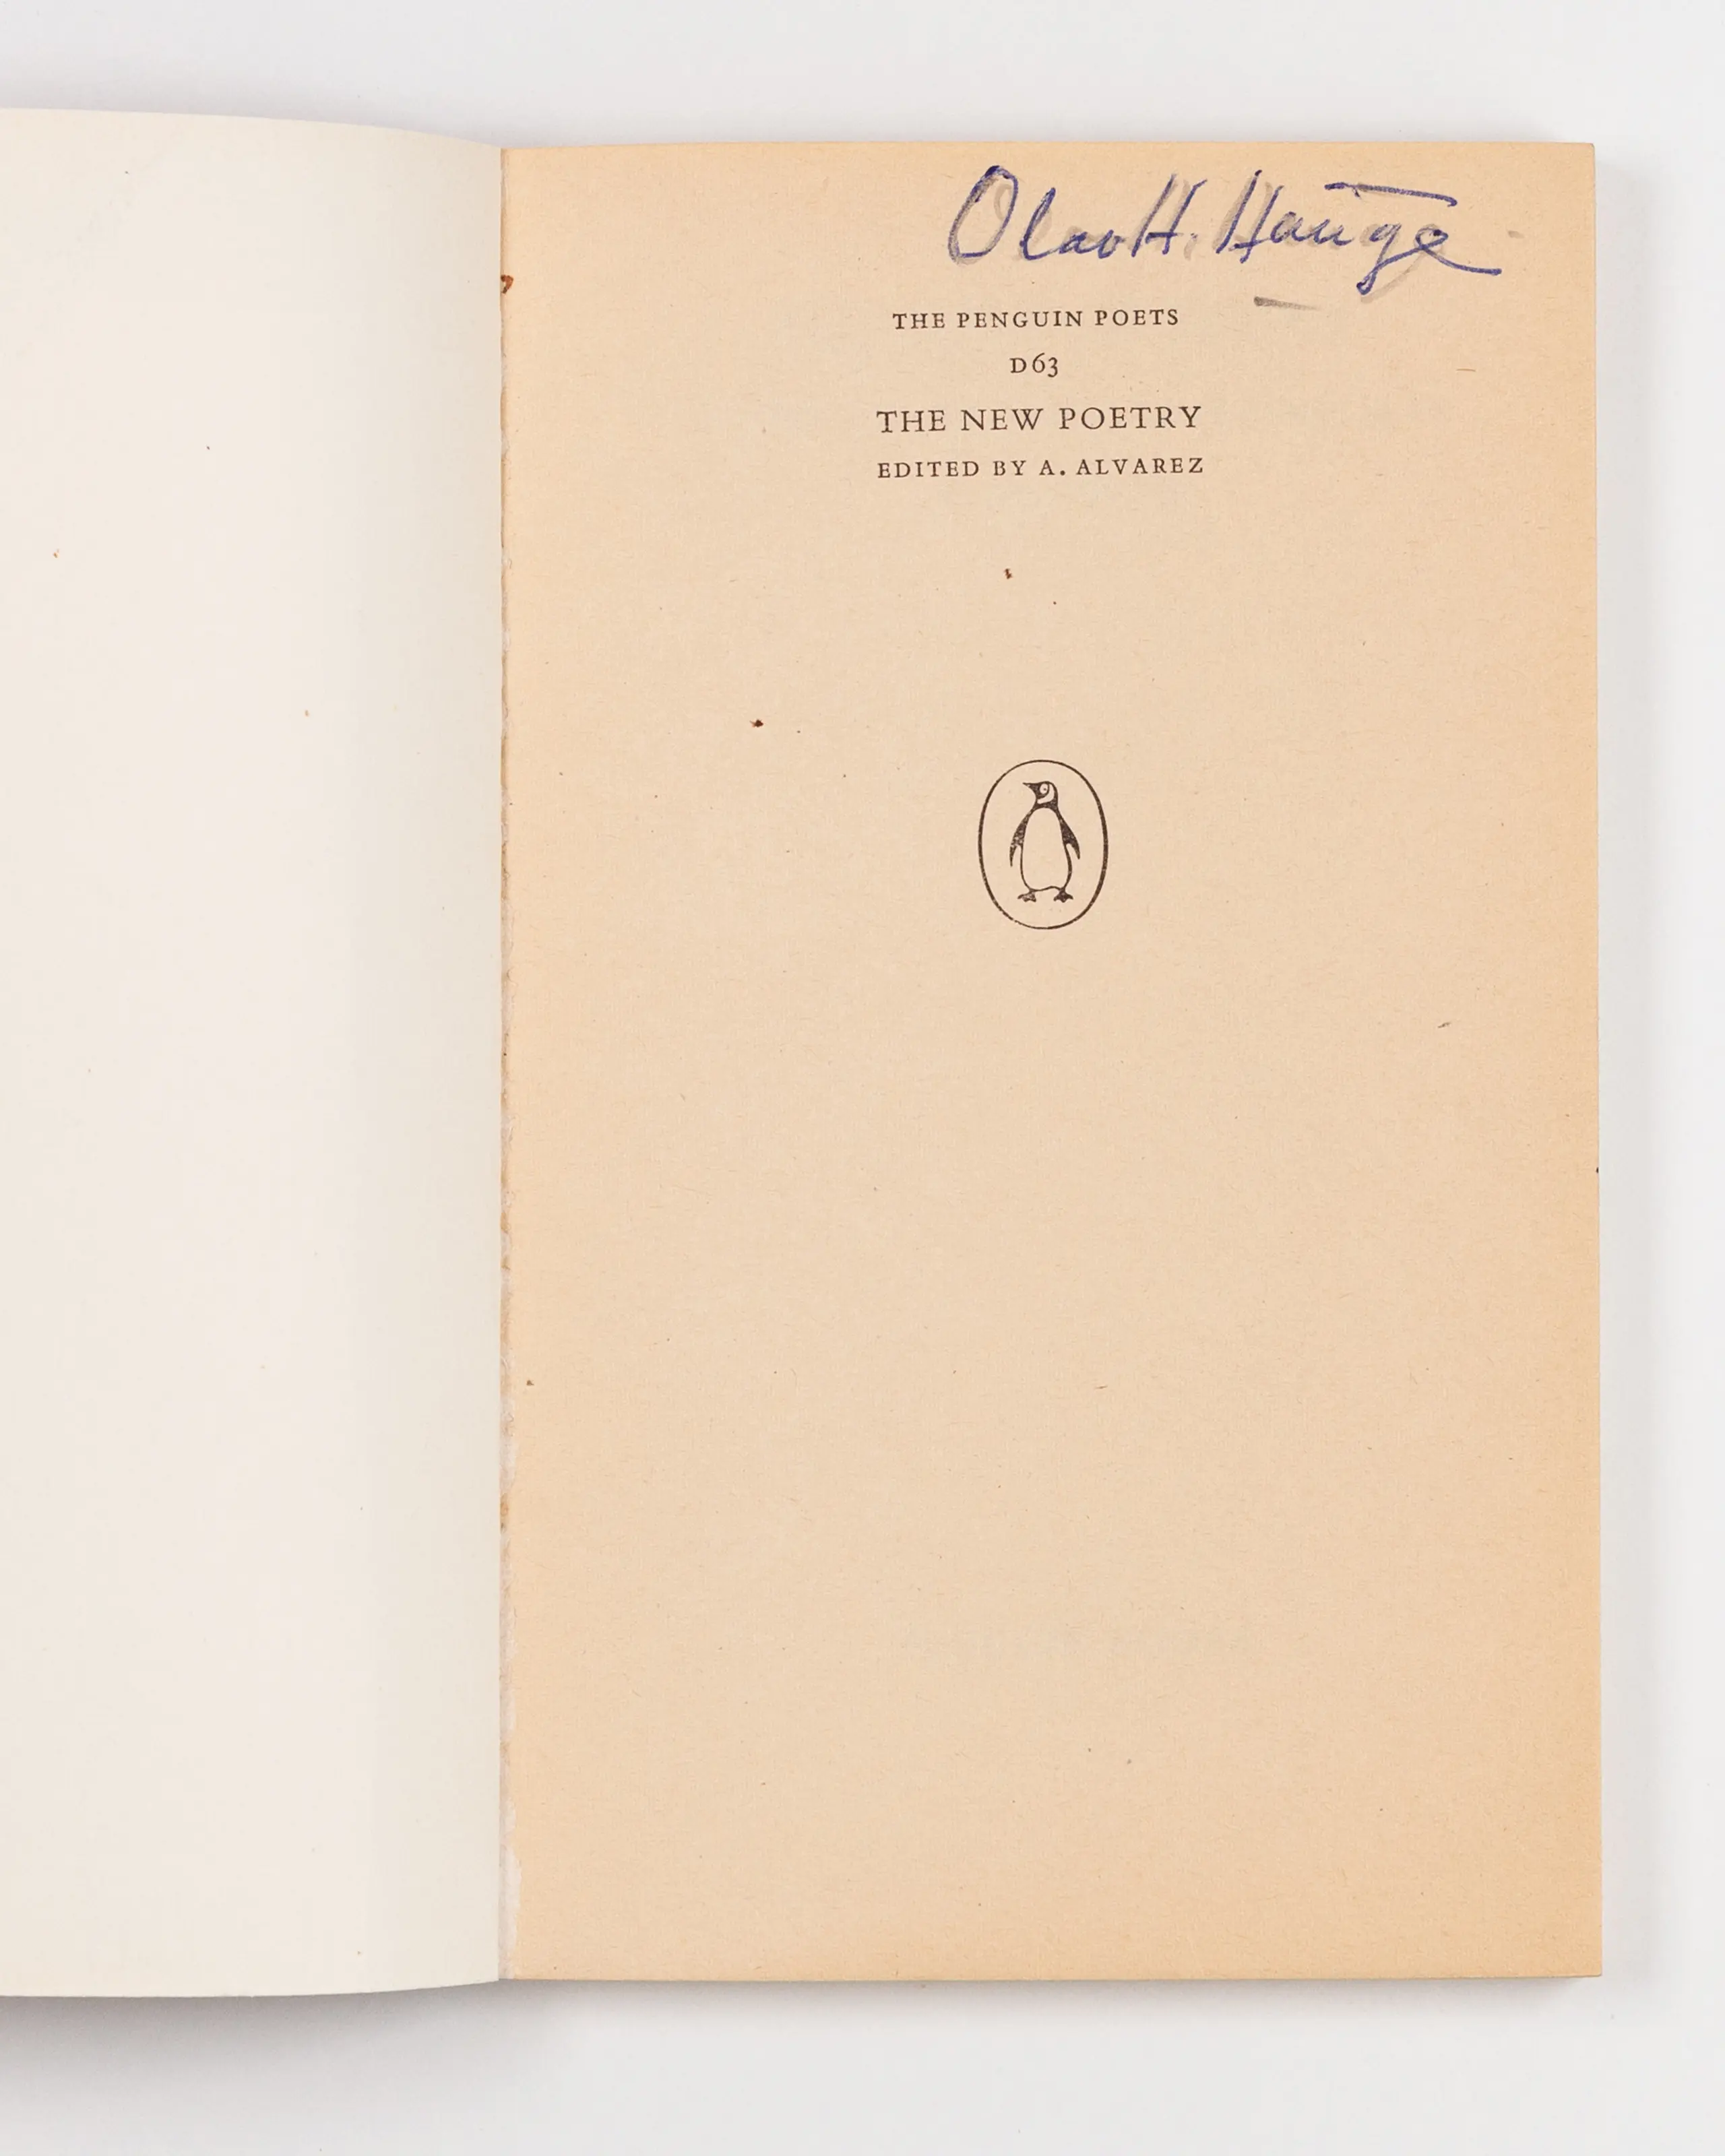 Olav H. Hauge
THE PENGUIN POETS
D63
THE NEW POETRY
EDITED BY A. ALVAREZ